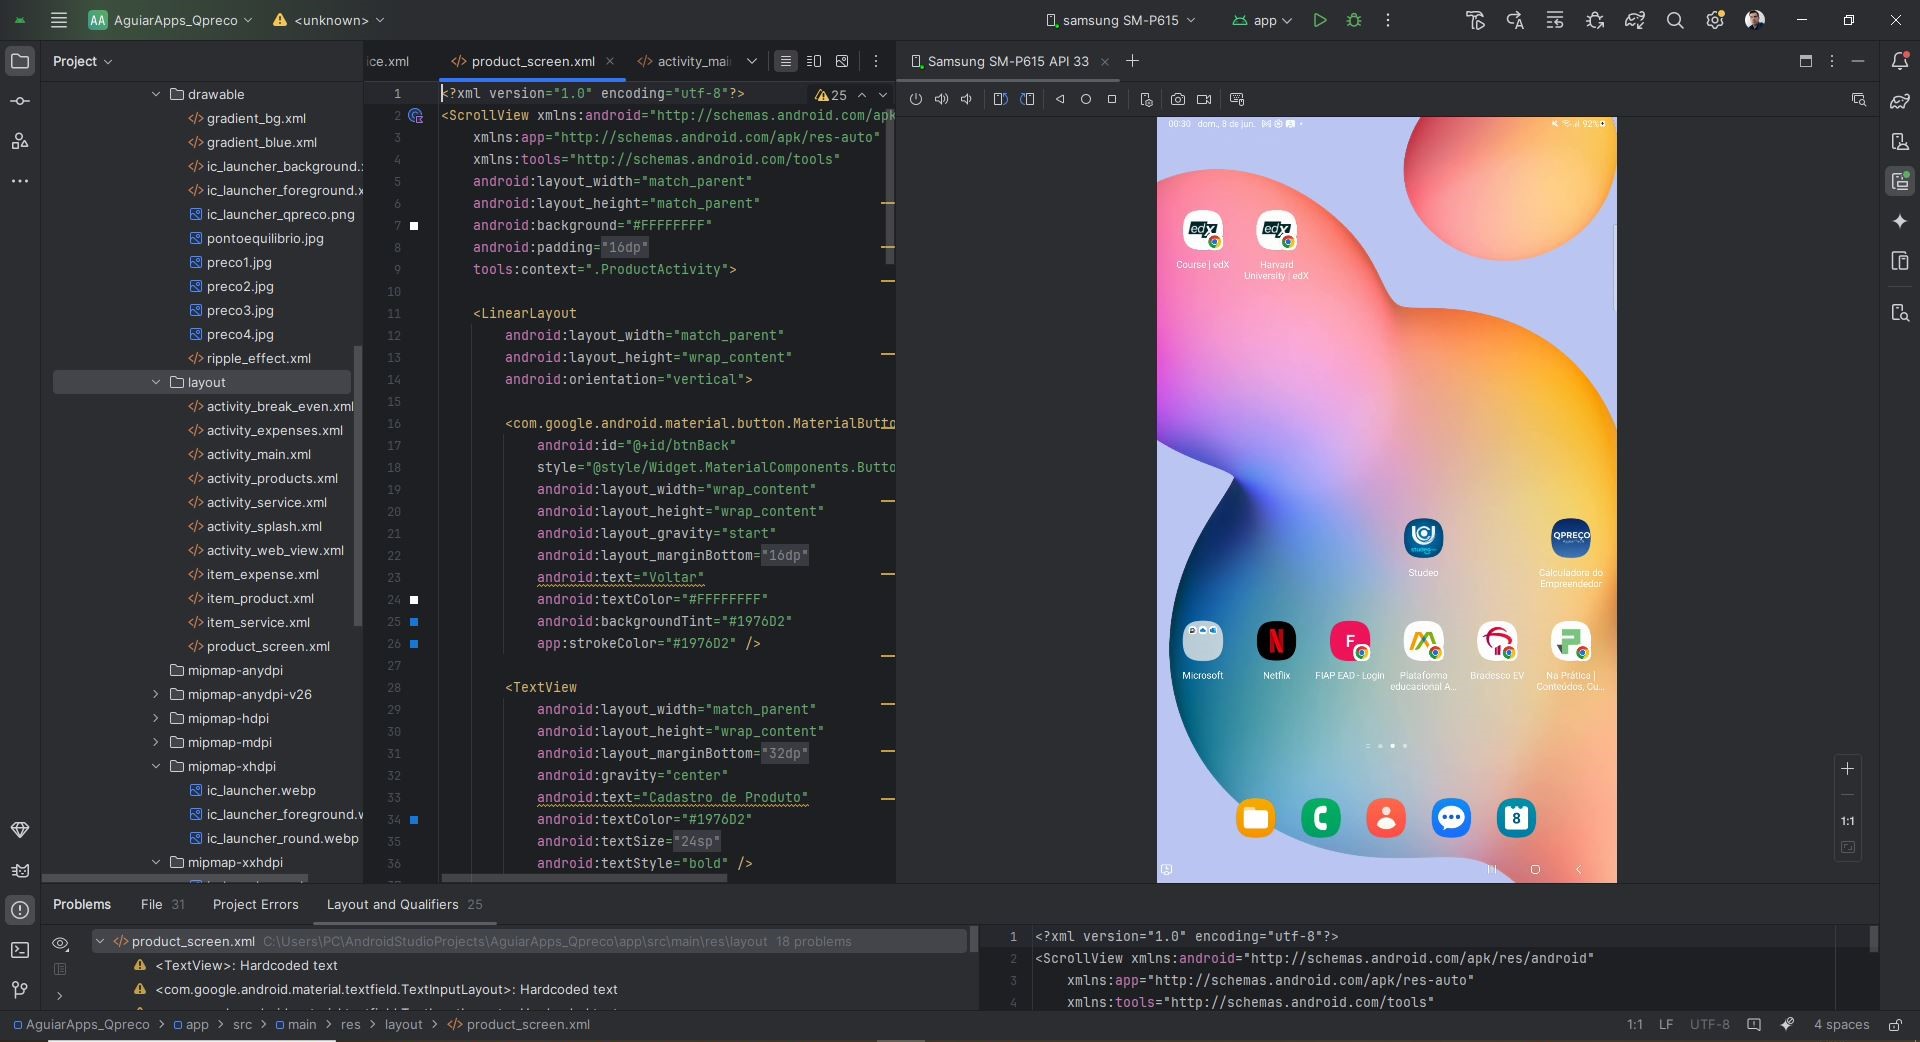 AA AguiarApps_Qpreco
<unknown>
samsung SM-P615
app
Project
ice.xml
product_screen.xml
activity_mai
Samsung SM-P615 API 33
drawable
gradient_bg.xml
gradient_blue.xml
ic_launcher_background.
ic_launcher_foreground.x
ic_launcher_qpreco.png
pontoequilibrio.jpg
preco1.jpg
preco2.jpg
preco3.jpg
preco4.jpg
ripple_effect.xml
layout
activity_break_even.xml
activity_expenses.xml
activity_main.xml
activity_products.xml
activity_service.xml
activity_splash.xml
activity_web_view.xml
item_expense.xml
item_product.xml
item_service.xml
product_screen.xml
mipmap-anydpi
mipmap-anydpi-v26
mipmap-hdpi
mipmap-mdpi
mipmap-xhdpi
ic_launcher.webp
ic_launcher_foreground.w
ic_launcher_round.webp
mipmap-xxhdpi
25
1 <?xml version="1.0" encoding="utf-8"?>
2 <ScrollView xmlns:android="http://schemas.android.com/apk
3 xmlns:app="http://schemas.android.com/apk/res-auto"
4 xmlns:tools="http://schemas.android.com/tools"
5 android:layout_width="match_parent"
6 android:layout_height="match_parent"
7 android:background="#FFFFFFFF"
8 android:padding="16dp"
9 tools:context=".ProductActivity">
10
11 <LinearLayout
12 android:layout_width="match_parent"
13 android:layout_height="wrap_content"
14 android:orientation="vertical">
15
16 <com.google.android.material.button.MaterialButto
17 android:id="@+id/btnBack"
18 style="@style/Widget.MaterialComponents.Butto
19 android:layout_width="wrap_content"
20 android:layout_height="wrap_content"
21 android:layout_gravity="start"
22 android:layout_marginBottom="16dp"
23 android:text="Voltar"
24 android:textColor="#FFFFFFFF"
25 android:backgroundTint="#1976D2"
26 app:strokeColor="#1976D2" />
27
28 <TextView
29 android:layout_width="match_parent"
30 android:layout_height="wrap_content"
31 android:layout_marginBottom="32dp"
32 android:gravity="center"
33 android:text="Cadastro de Produto"
34 android:textColor="#1976D2"
35 android:textSize="24sp"
36 android:textStyle="bold" />
00:30 dom., 8 de jun.
92%
edX
edX
Course | edX
Harvard University | edX
studeo
QPREÇO
Studeo
Calculadora do Empreendedor
N
F
Microsoft
Netflix
FIAP EAD - Login
Plataforma educacional A...
Bradesco EV
Na Prática | Conteúdos, Cu...
8
1:1
Problems
File 31
Project Errors
Layout and Qualifiers 25
product_screen.xml C:\Users\PC\AndroidStudioProjects\AguiarApps_Qpreco\app\src\main\res\layout 18 problems
<TextView>: Hardcoded text
<com.google.android.material.textfield.TextInputLayout>: Hardcoded text
1 <?xml version="1.0" encoding="utf-8"?>
2 <ScrollView xmlns:android="http://schemas.android.com/apk/res/android"
3 xmlns:app="http://schemas.android.com/apk/res-auto"
4 xmlns:tools="http://schemas.android.com/tools"
AguiarApps_Qpreco > app > src > main > res > layout > product_screen.xml
1:1 LF UTF-8 4 spaces